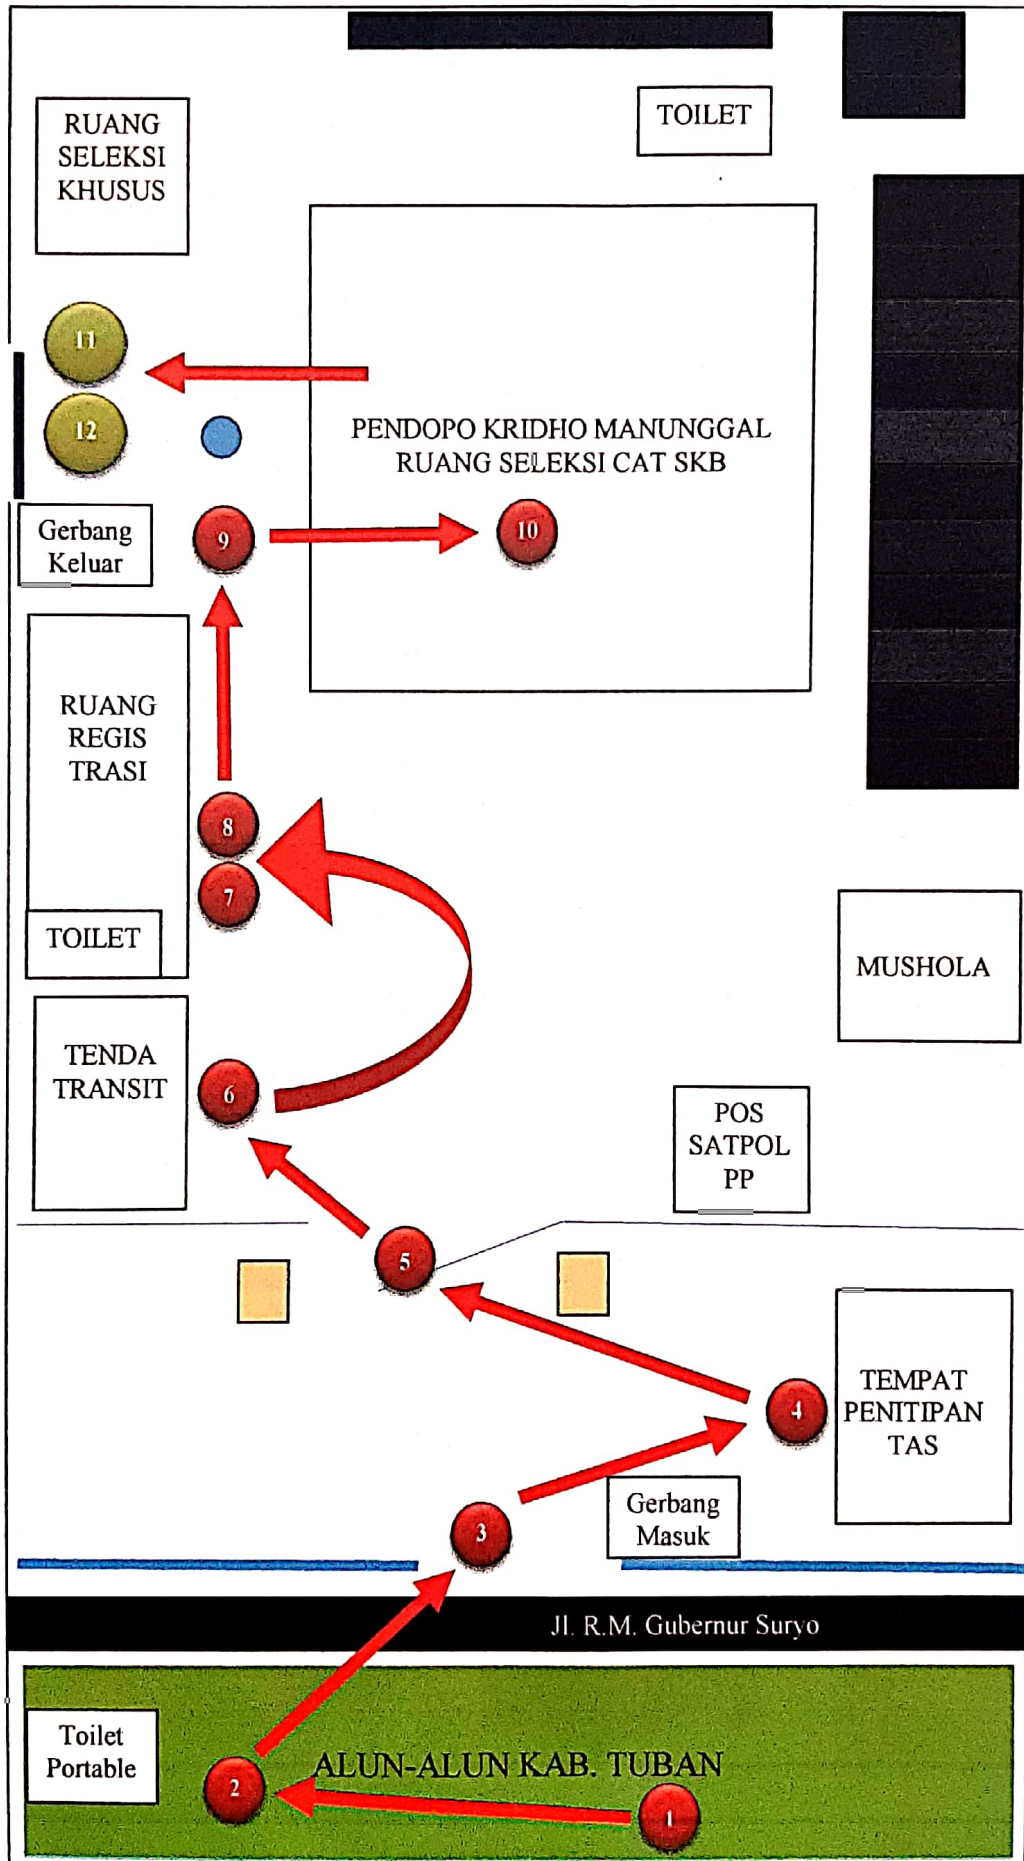 TOILET
RUANG
SELEKSI
KHUSUS
11
12
PENDOPO KRIDHO MANUNGGAL
RUANG SELEKSI CAT SKB
10
9
Gerbang
Keluar
RUANG
REGIS
TRASI
8
7
TOILET
MUSHOLA
TENDA
TRANSIT
6
POS
SATPOL
PP
5
4
TEMPAT
PENITIPAN
TAS
3
Gerbang
Masuk
Jl. R.M. Gubernur Suryo
Toilet
Portable
2
ALUN-ALUN KAB. TUBAN
1